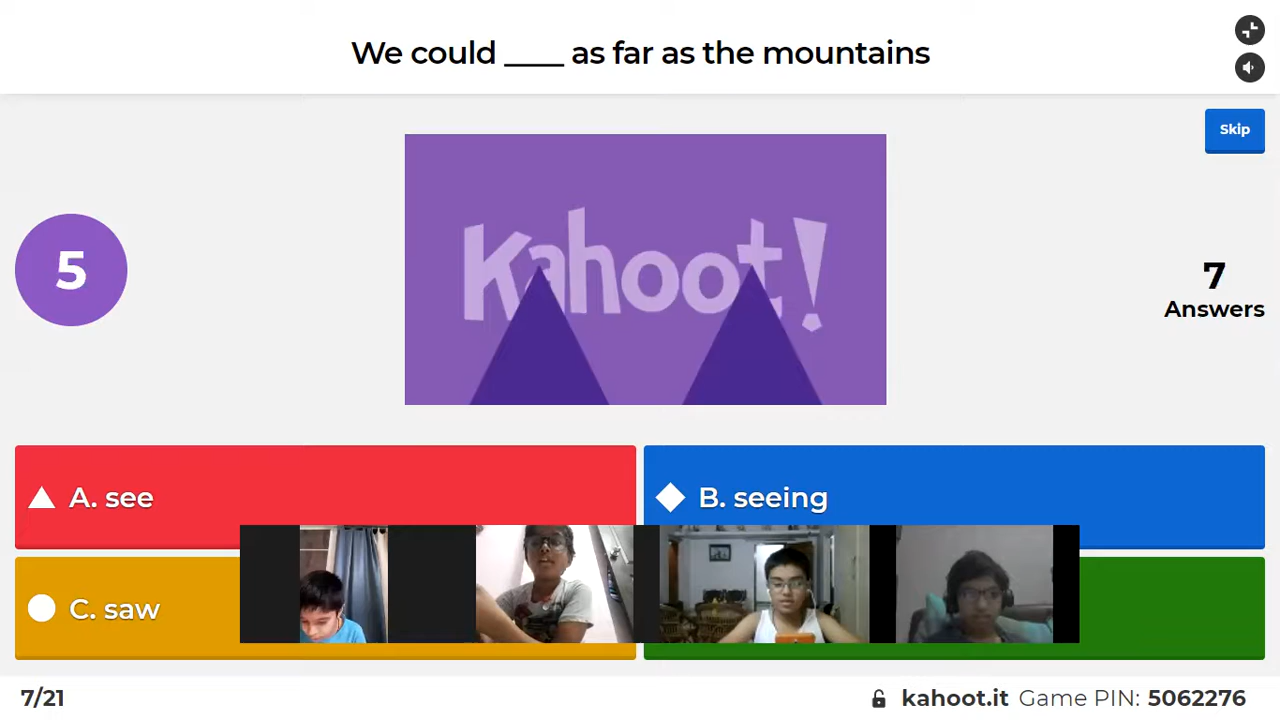 We could ____ as far as the mountains
Skip
5
Kahoot!
7
Answers
A. see
B. seeing
C. saw
7/21
kahoot.it Game PIN: 5062276